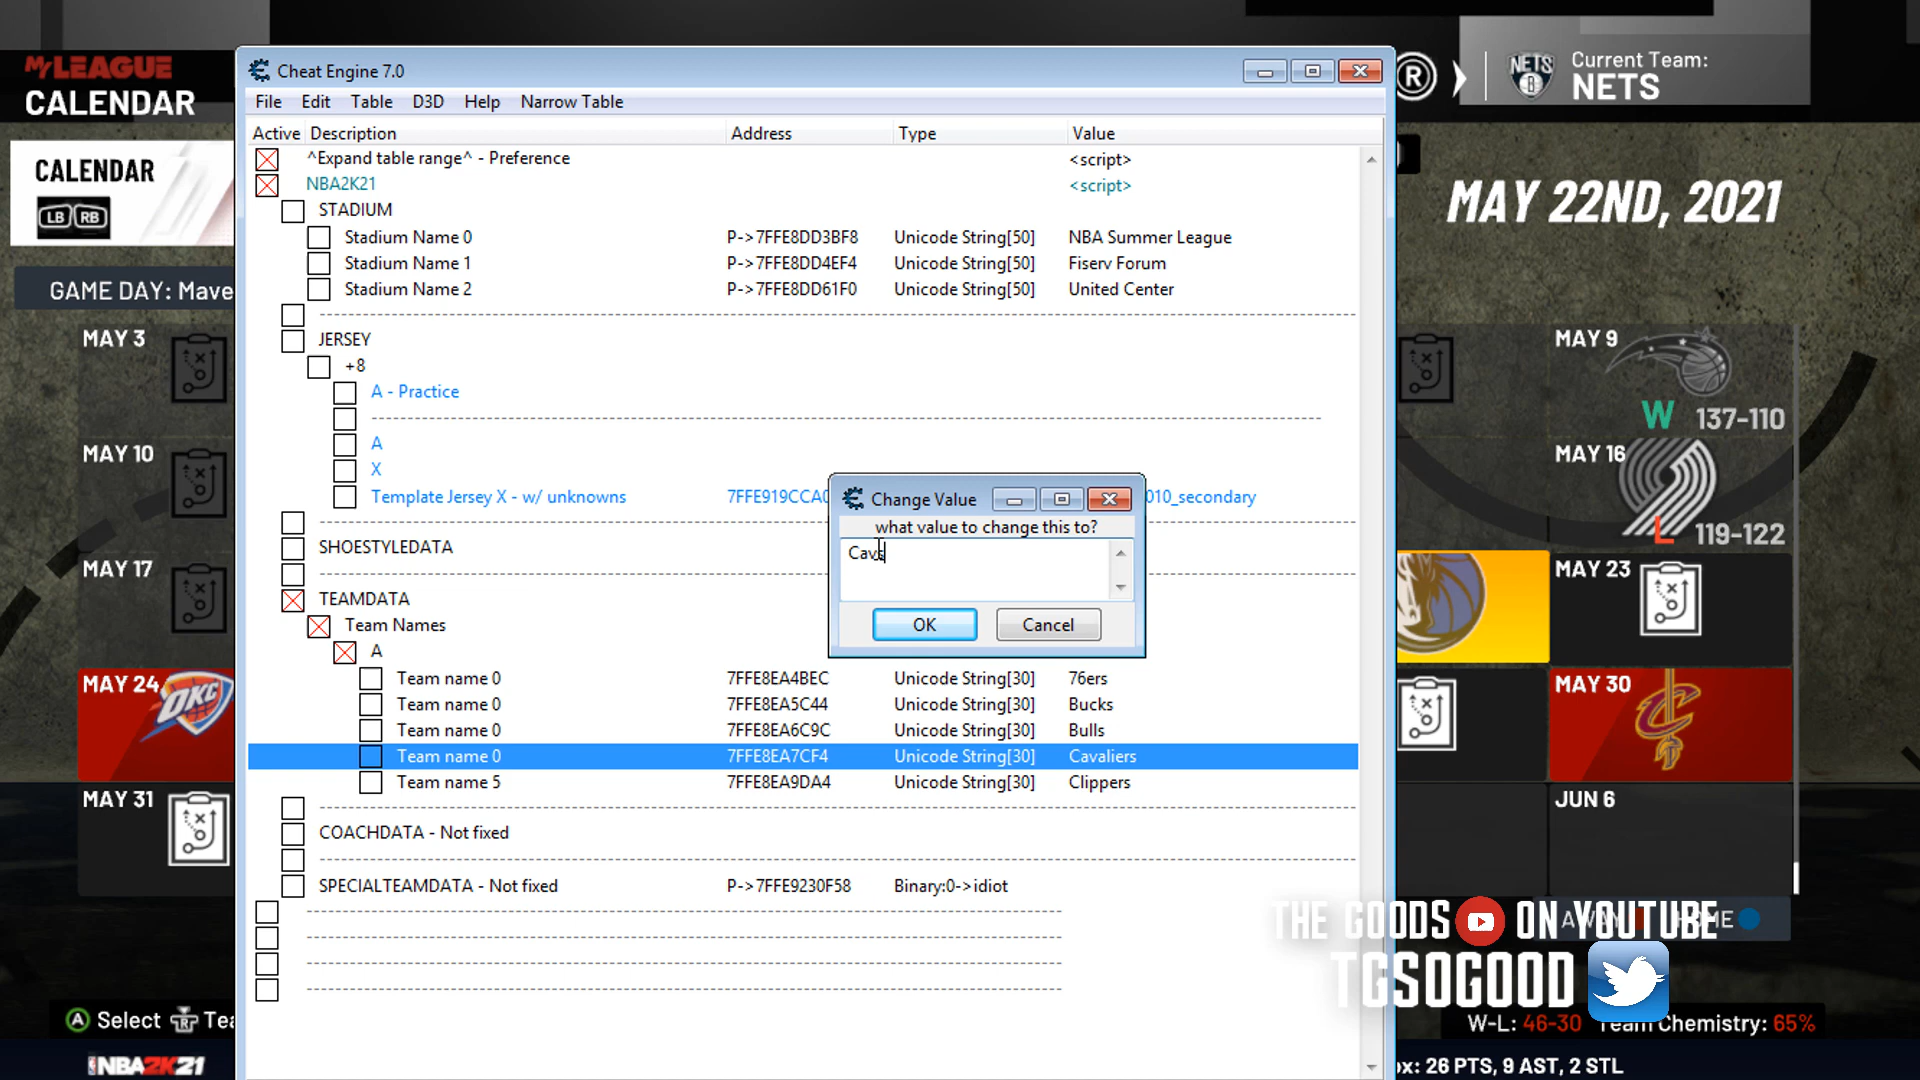 MYLEAGUE
CALENDAR
Cheat Engine 7.0
R
NETS
Current Team:
NETS
File Edit Table D3D Help Narrow Table
Active Description Address Type Value
^Expand table range^ - Preference <script>
NBA2K21 <script>
STADIUM
Stadium Name 0 P->7FFE8DD3BF8 Unicode String[50] NBA Summer League
Stadium Name 1 P->7FFE8DD4EF4 Unicode String[50] Fiserv Forum
Stadium Name 2 P->7FFE8DD61F0 Unicode String[50] United Center
JERSEY
+8
A - Practice
A
X
Template Jersey X - w/ unknowns 7FFE919CCA 010_secondary
SHOESTYLEDATA
TEAMDATA
Team Names
A
Team name 0 7FFE8EA4BEC Unicode String[30] 76ers
Team name 0 7FFE8EA5C44 Unicode String[30] Bucks
Team name 0 7FFE8EA6C9C Unicode String[30] Bulls
Team name 0 7FFE8EA7CF4 Unicode String[30] Cavaliers
Team name 5 7FFE8EA9DA4 Unicode String[30] Clippers
COACHDATA - Not fixed
SPECIALTEAMDATA - Not fixed P->7FFE9230F58 Binary:0->idiot
Change Value
what value to change this to?
Cavs
OK Cancel
CALENDAR
LB RB
GAME DAY: Mave
MAY 3
MAY 10
MAY 17
MAY 24
OKC
MAY 31
MAY 22ND, 2021
MAY 9
W 137-110
MAY 16
L 119-122
MAY 23
MAY 30
JUN 6
AWAY HOME
THE GOODS ON YOUTUBE
TGSOGOOD
A Select R Tea
W-L: 46-30 Team Chemistry: 65%
NBA2K21
ox: 26 PTS, 9 AST, 2 STL